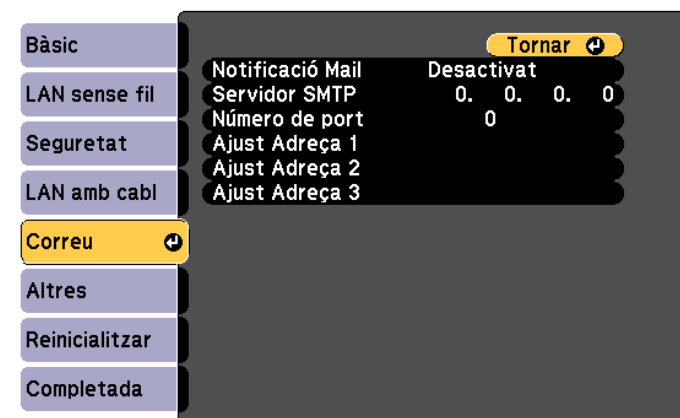 Bàsic
LAN sense fil
Seguretat
LAN amb cabl
Correu
Altres
Reinicialitzar
Completada
Tornar
Notificació Mail Desactivat
Servidor SMTP 0. 0. 0. 0
Número de port 0
Ajust Adreça 1
Ajust Adreça 2
Ajust Adreça 3